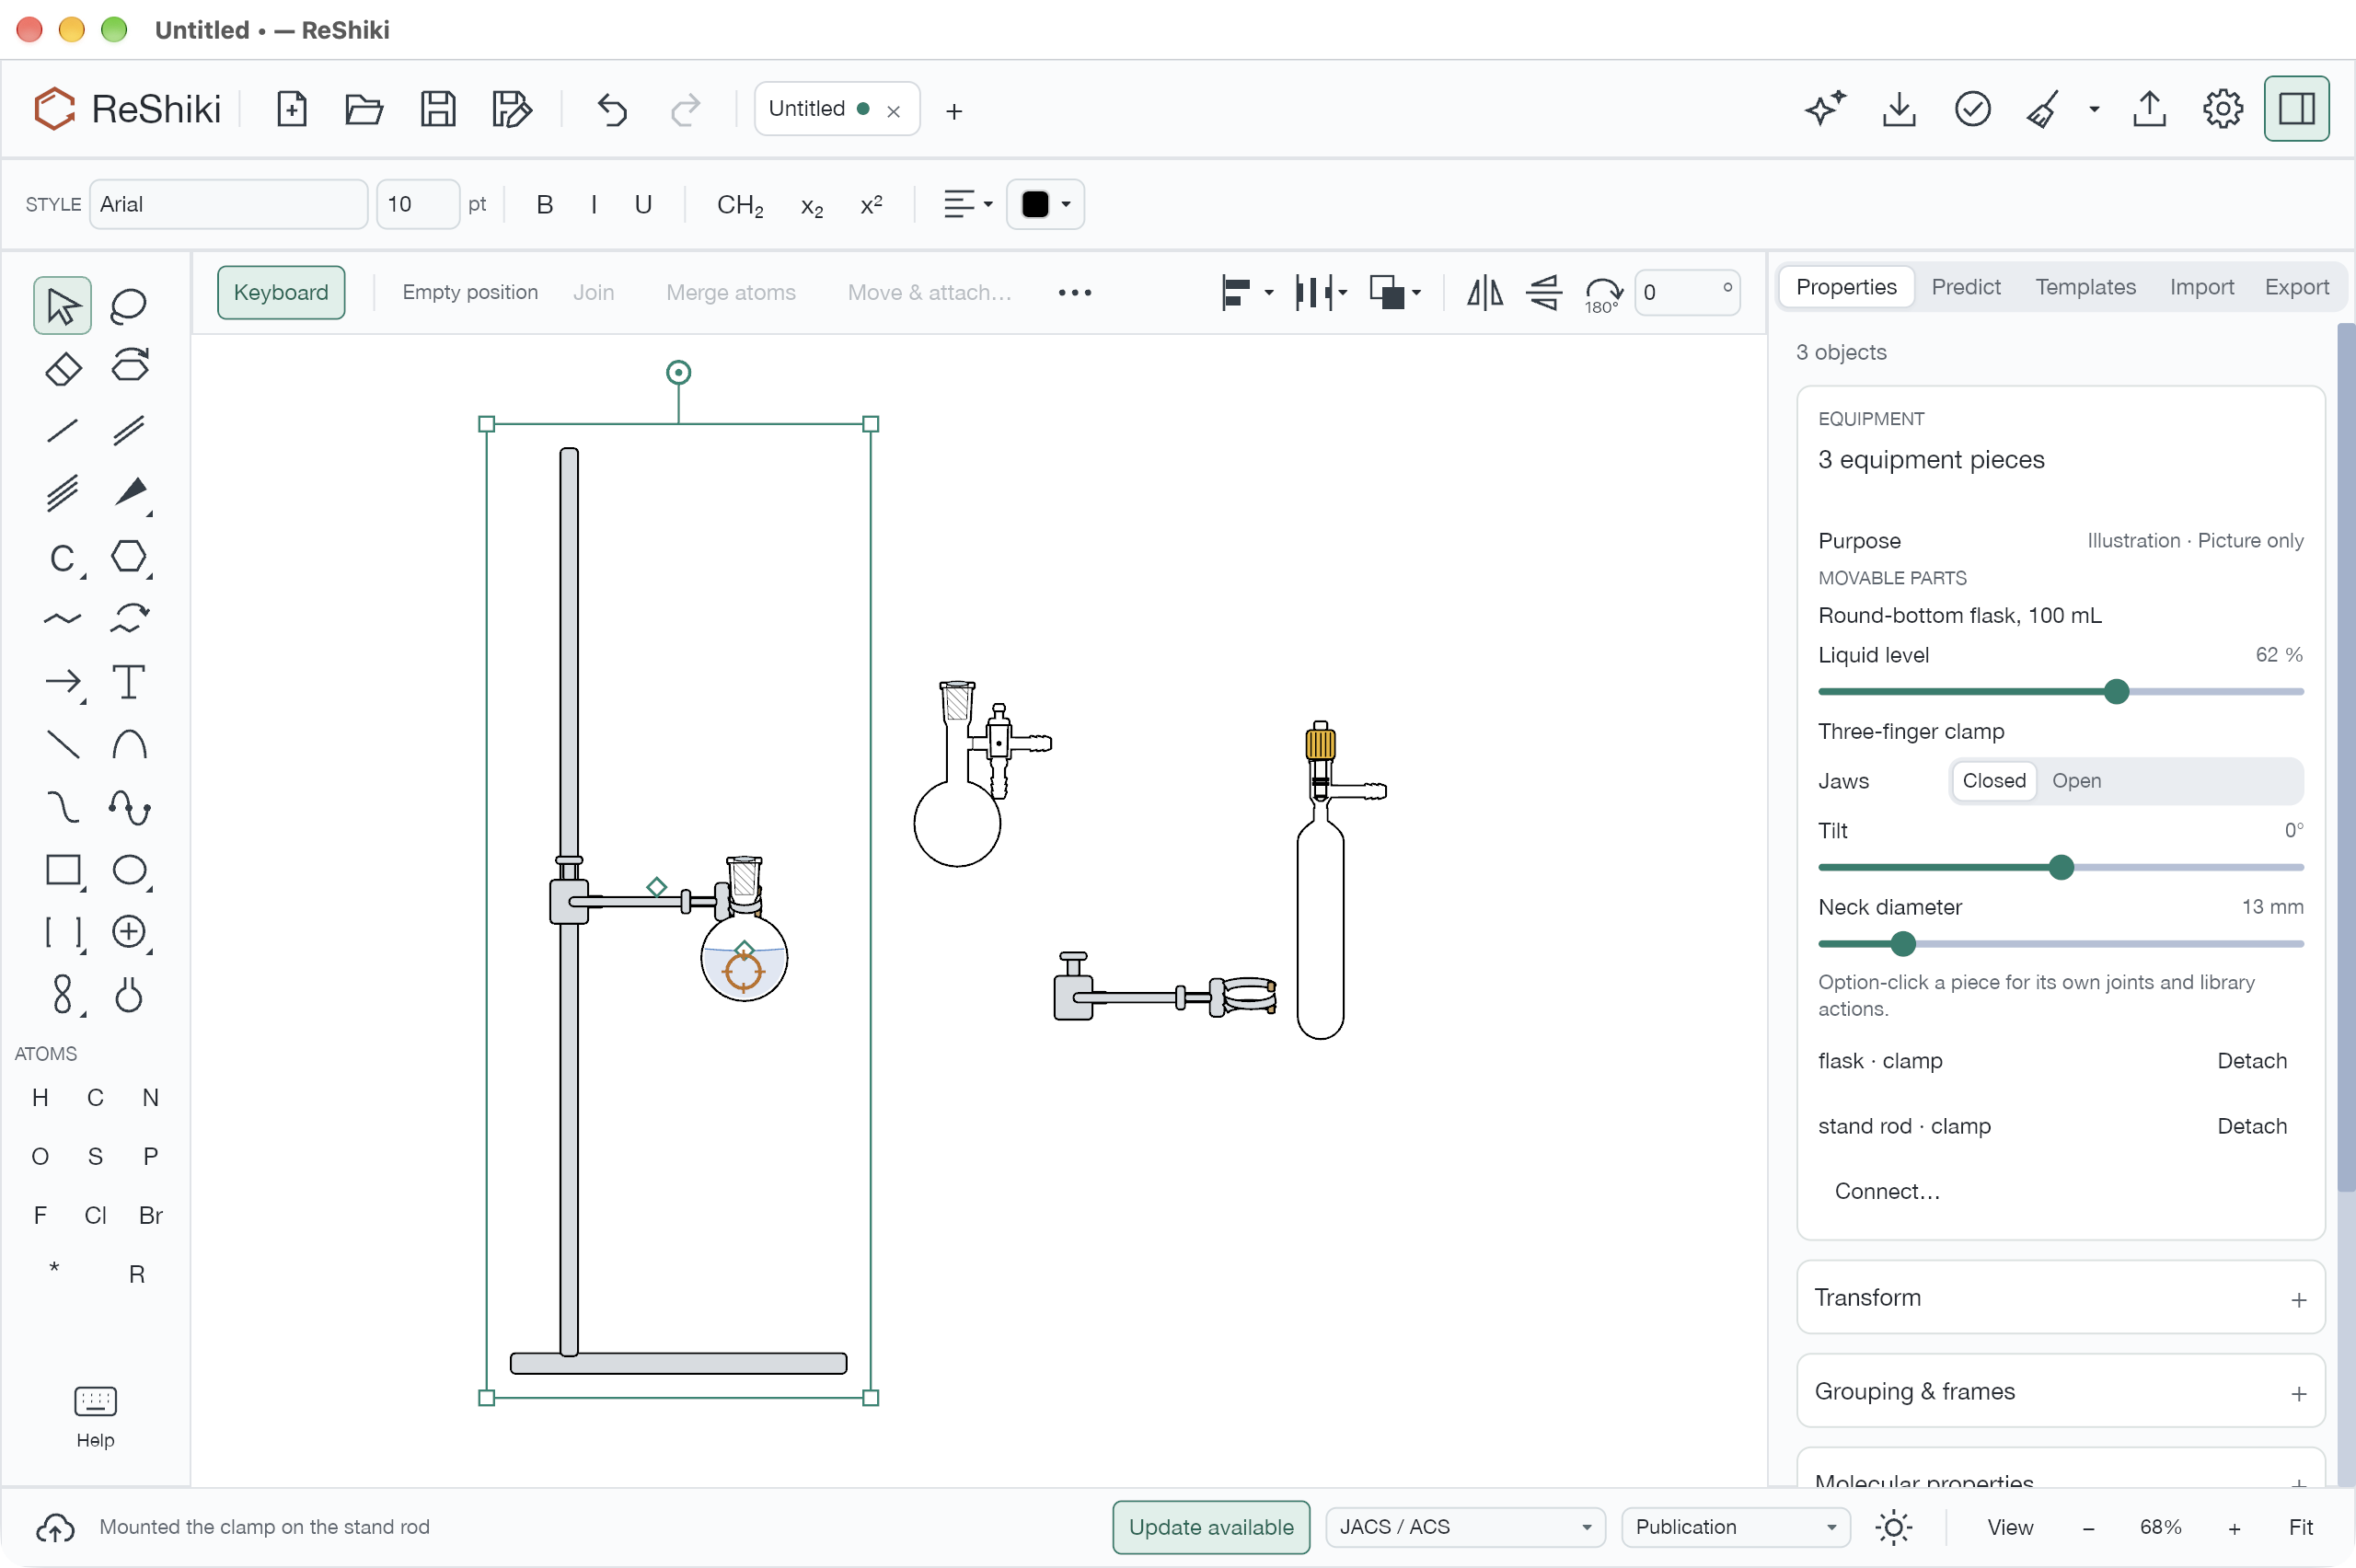 Untitled • — ReShiki
ReShiki
Untitled
STYLE Arial 10 pt B I U CH₂ x₂ x²
Keyboard Empty position Join Merge atoms Move & attach… 180° 0 °
Properties Predict Templates Import Export
3 objects
EQUIPMENT
3 equipment pieces
Purpose Illustration · Picture only
MOVABLE PARTS
Round-bottom flask, 100 mL
Liquid level 62 %
Three-finger clamp
Jaws Closed Open
Tilt 0°
Neck diameter 13 mm
Option-click a piece for its own joints and library
actions.
flask · clamp Detach
stand rod · clamp Detach
Connect…
Transform +
Grouping & frames +
Molecular properties +
C
T
[ ]
ATOMS
H C N
O S P
F Cl Br
* R
Help
Mounted the clamp on the stand rod
Update available JACS / ACS Publication View – 68% + Fit